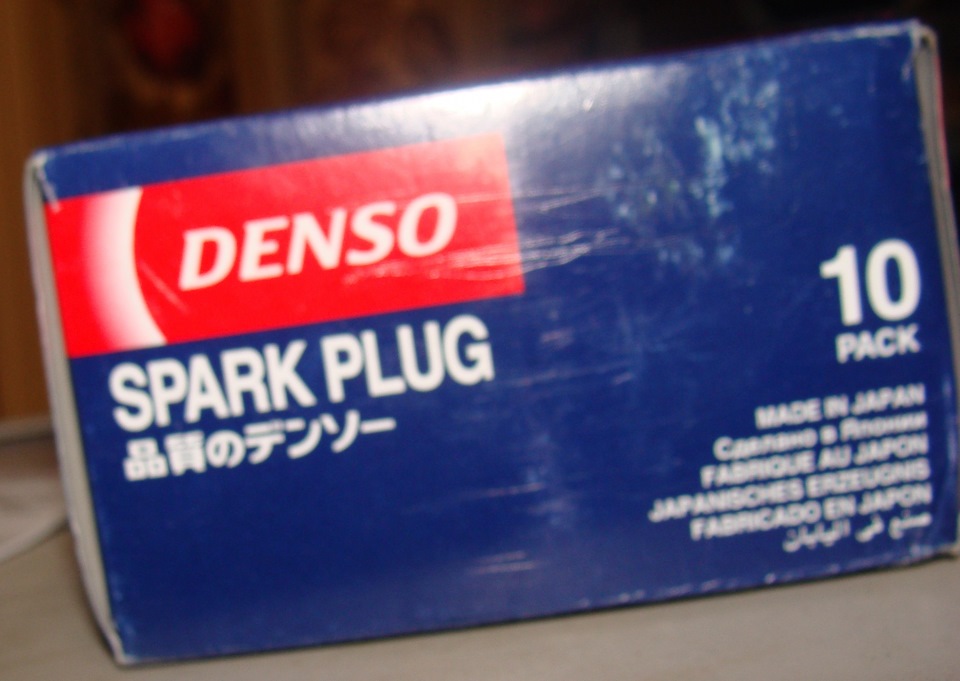 DENSO
SPARK PLUG
品質のデンソー
10
PACK
MADE IN JAPAN
Сделано в Японии
FABRIQUE AU JAPON
JAPANISCHES ERZEUGNIS
FABRICADO EN JAPON
صنع في اليابان